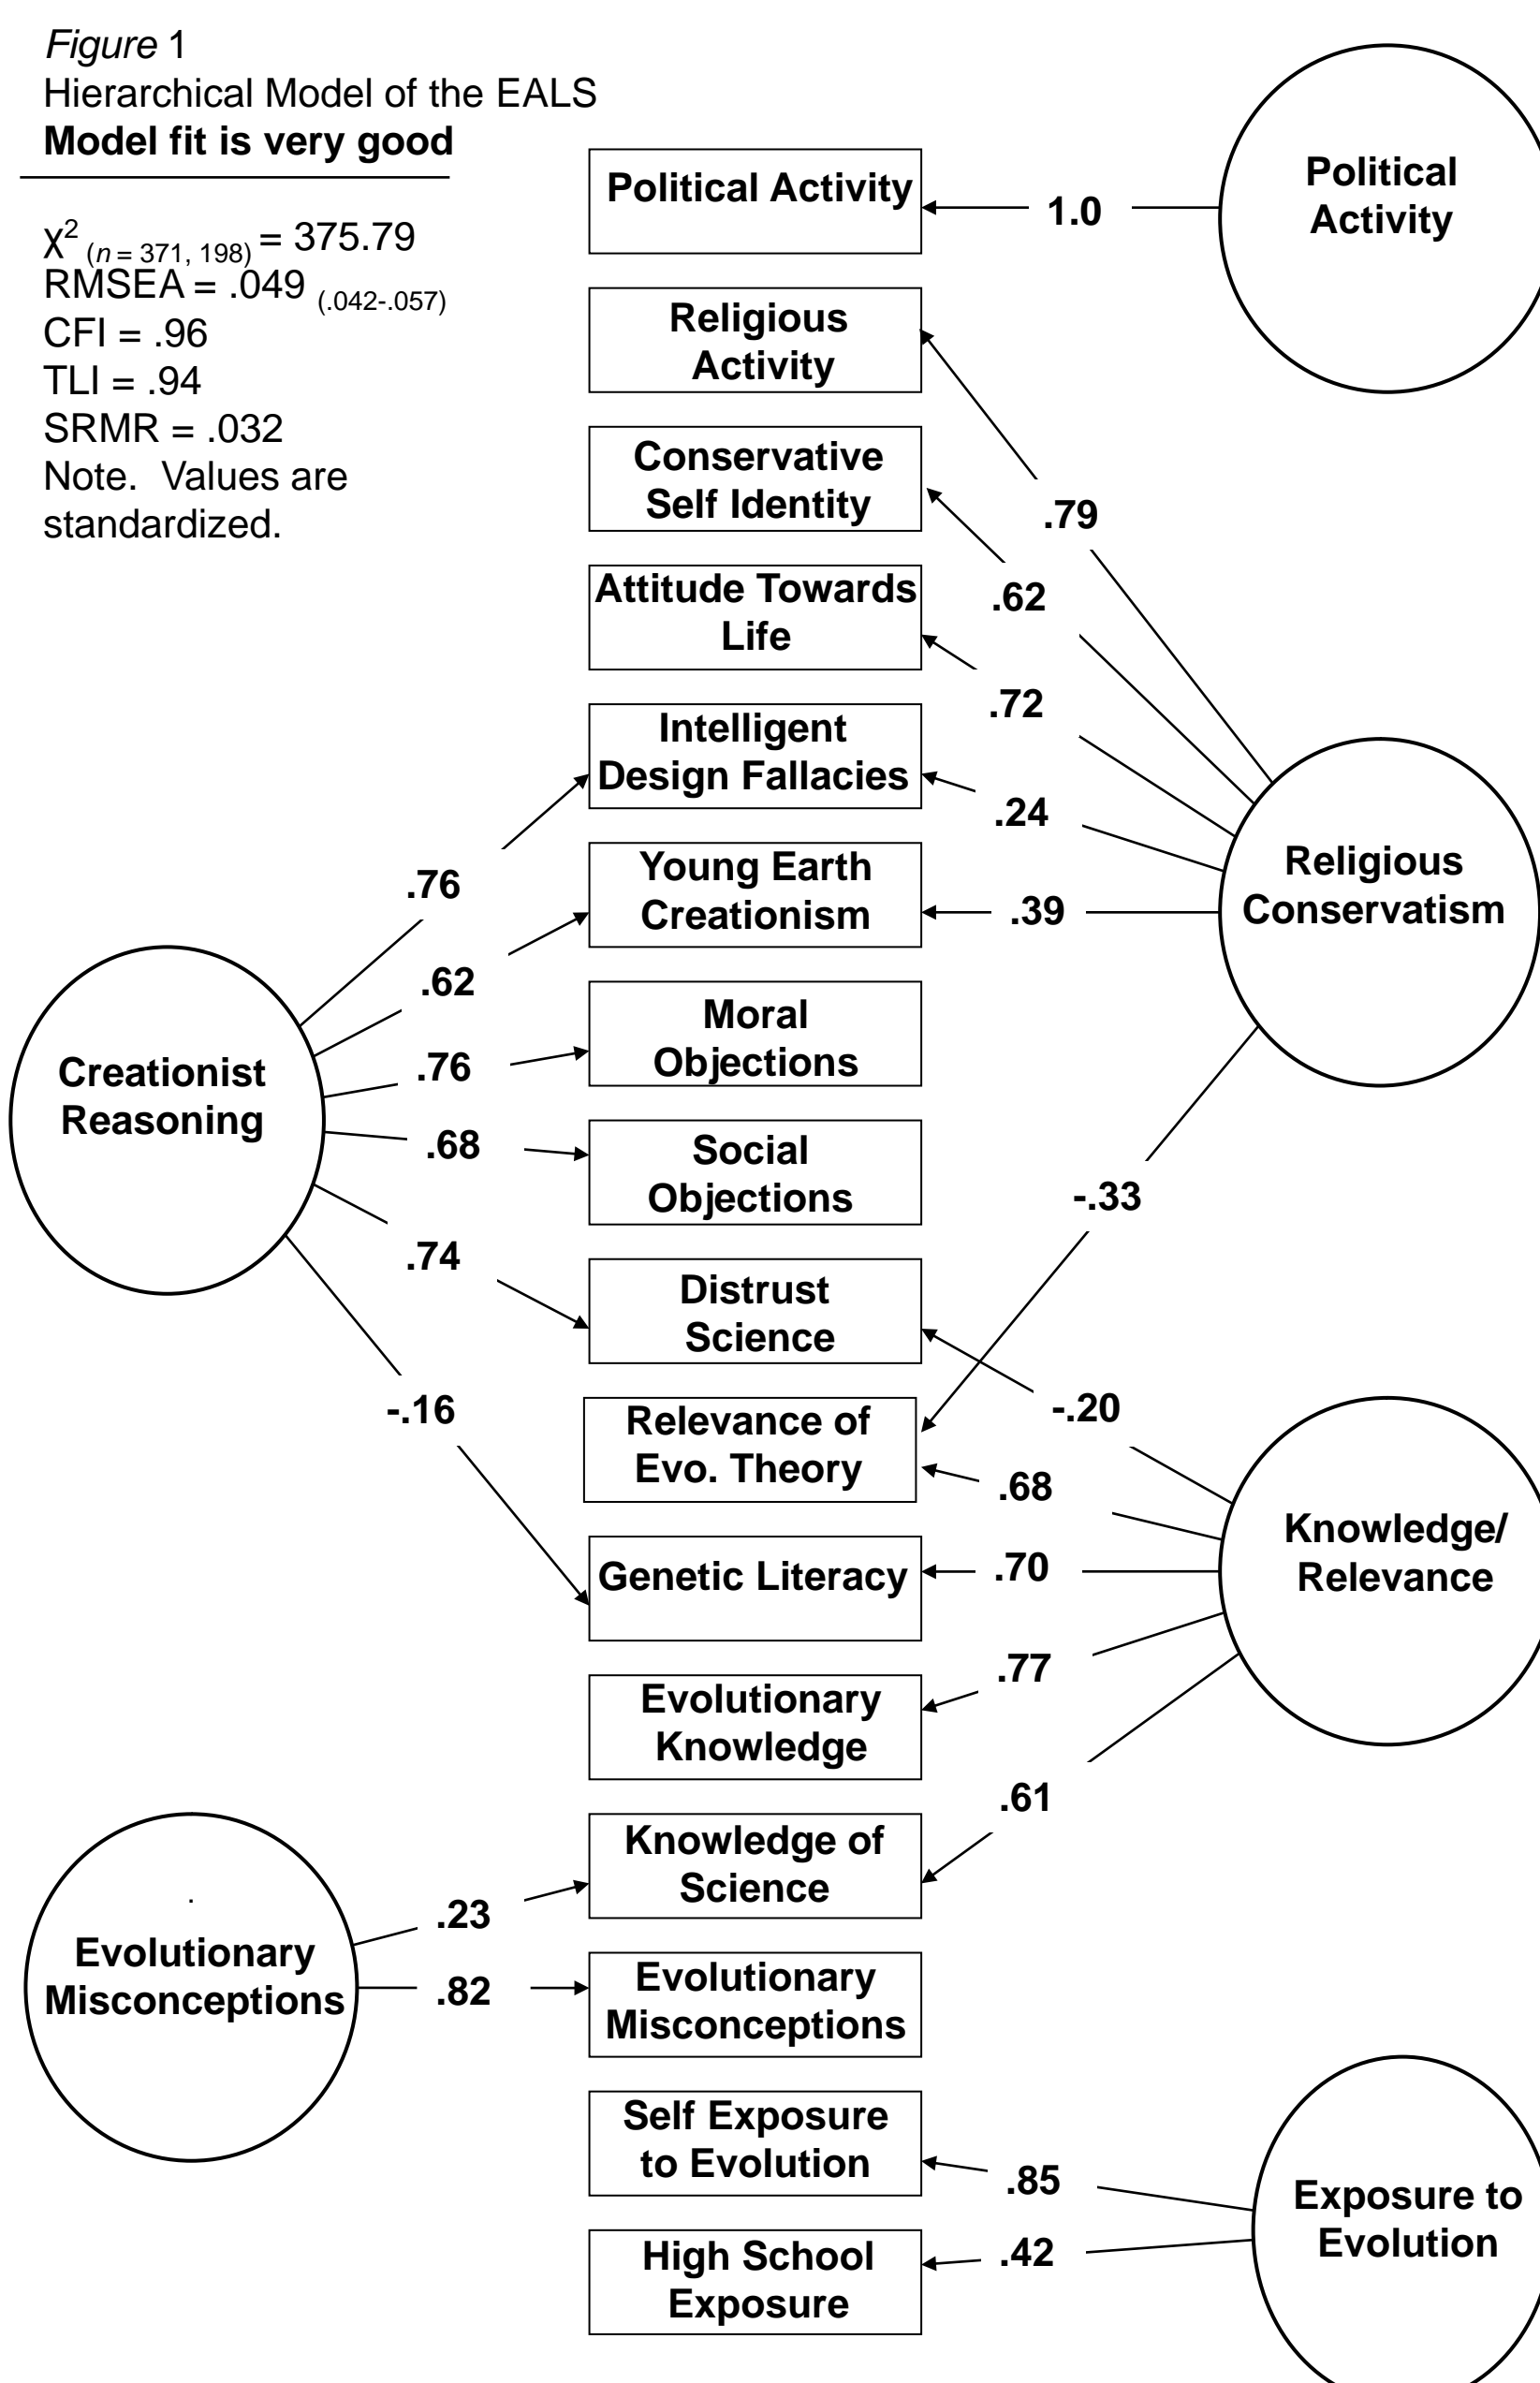 Figure 1
Hierarchical Model of the EALS
Model fit is very good
χ2 (n = 371, 198) = 375.79
RMSEA = .049 (.042-.057)
CFI = .96
TLI = .94
SRMR = .032
Note. Values are
standardized.
Political Activity
Religious
Activity
Conservative
Self Identity
Attitude Towards
Life
Intelligent
Design Fallacies
Young Earth
Creationism
Moral
Objections
Social
Objections
Distrust
Science
Relevance of
Evo. Theory
Genetic Literacy
Evolutionary
Knowledge
Knowledge of
Science
Evolutionary
Misconceptions
Self Exposure
to Evolution
High School
Exposure
Creationist
Reasoning
.76
.62
.76
.68
.74
-.16
.
Evolutionary
Misconceptions
.23
.82
1.0
Political
Activity
.79
.62
.72
.24
.39
-.33
Religious
Conservatism
-.20
.68
.70
.77
.61
Knowledge/
Relevance
.85
.42
Exposure to
Evolution